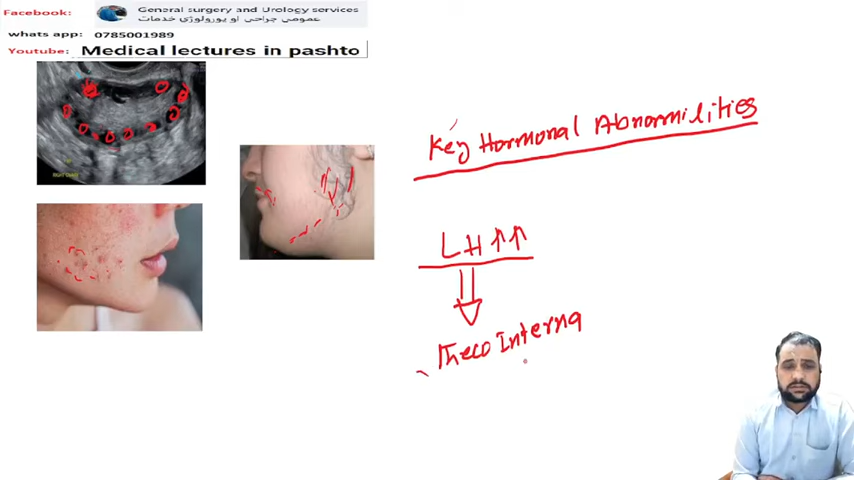 Facebook: General surgery and Urology services
عمومي جراحي او يورولوژي خدمات
whats app: 0785001989
Youtube: Medical lectures in pashto
Key Hormonal Abnormilities
LH↑↑
Theco Interna